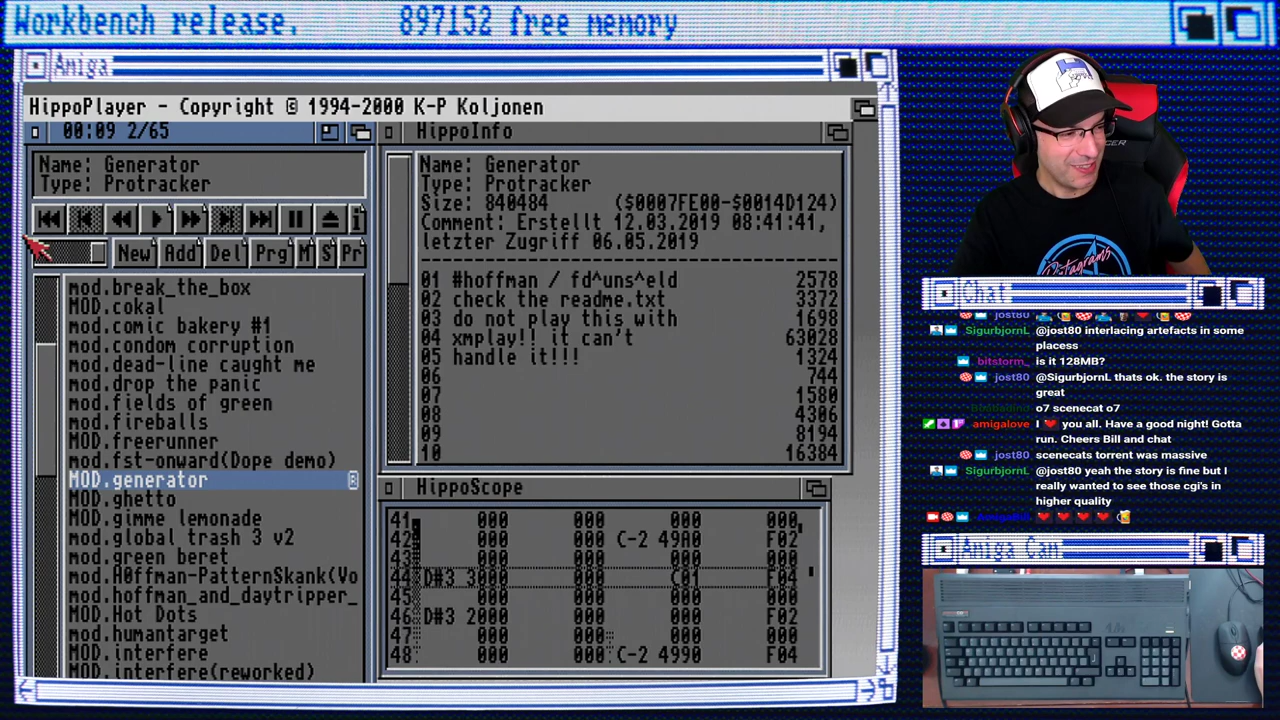 Workbench release. 897152 free memory
Amiga
HippoPlayer - Copyright © 1994-2000 K-P Koljonen
00:09 2/65
Name: Generator
Type: Protracker
New Add Del Prg M S Pr
mod.break_the_box
MOD.cokal
mod.comic bakery #1
mod.condom corruption
mod.dead-line caught me
mod.drop the panic
mod.fields of green
mod.fireballs
MOD.freerunner
mod.fst-onward(Dope demo)
MOD.generator
MOD.ghetto
MOD.gimme lemonade
mod.global trash 3 v2
mod.green beret
mod.hoffman_and_daytripper_
MOD.Hot Dots
mod.humantarget
MOD.interfere
MOD.interfere(reworked)
HippoInfo
Name: Generator
Type: Protracker
Size: 840484 ($0007FE00-$0014D124)
Comment: Erstellt 12.03.2019 08:41:41,
letzter Zugriff 06.05.2019
01 #hoffman / fd^uns^eld 2578
02 check the readme.txt 3372
03 do not play this with 1698
04 xmplay!! it can't 63028
05 handle it!!! 1324
06 744
07 1580
08 4306
09 8194
10 16384
HippoScope
41 000 000 000 000
42 000 000 C-2 49A0 F02
43 000 000 000 000
44 D#3 3000 000 C01 F04
45 000 000 000 000
46 D#3 2000 000 000 F02
47 000 000 000 000
48 000 000 C-2 4990 F04
Chat
jost80
SigurbjornL @jost80 interlacing artefacts in some
placess
bitstorm_ is it 128MB?
jost80 @SigurbjornL thats ok. the story is
great
o7 scenecat o7
amigalove I ❤ you all. Have a good night! Gotta
run. Cheers Bill and chat
jost80 scenecats torrent was massive
SigurbjornL @jost80 yeah the story is fine but I
really wanted to see those cgi's in
higher quality
AmigaBill
Amiga Cam